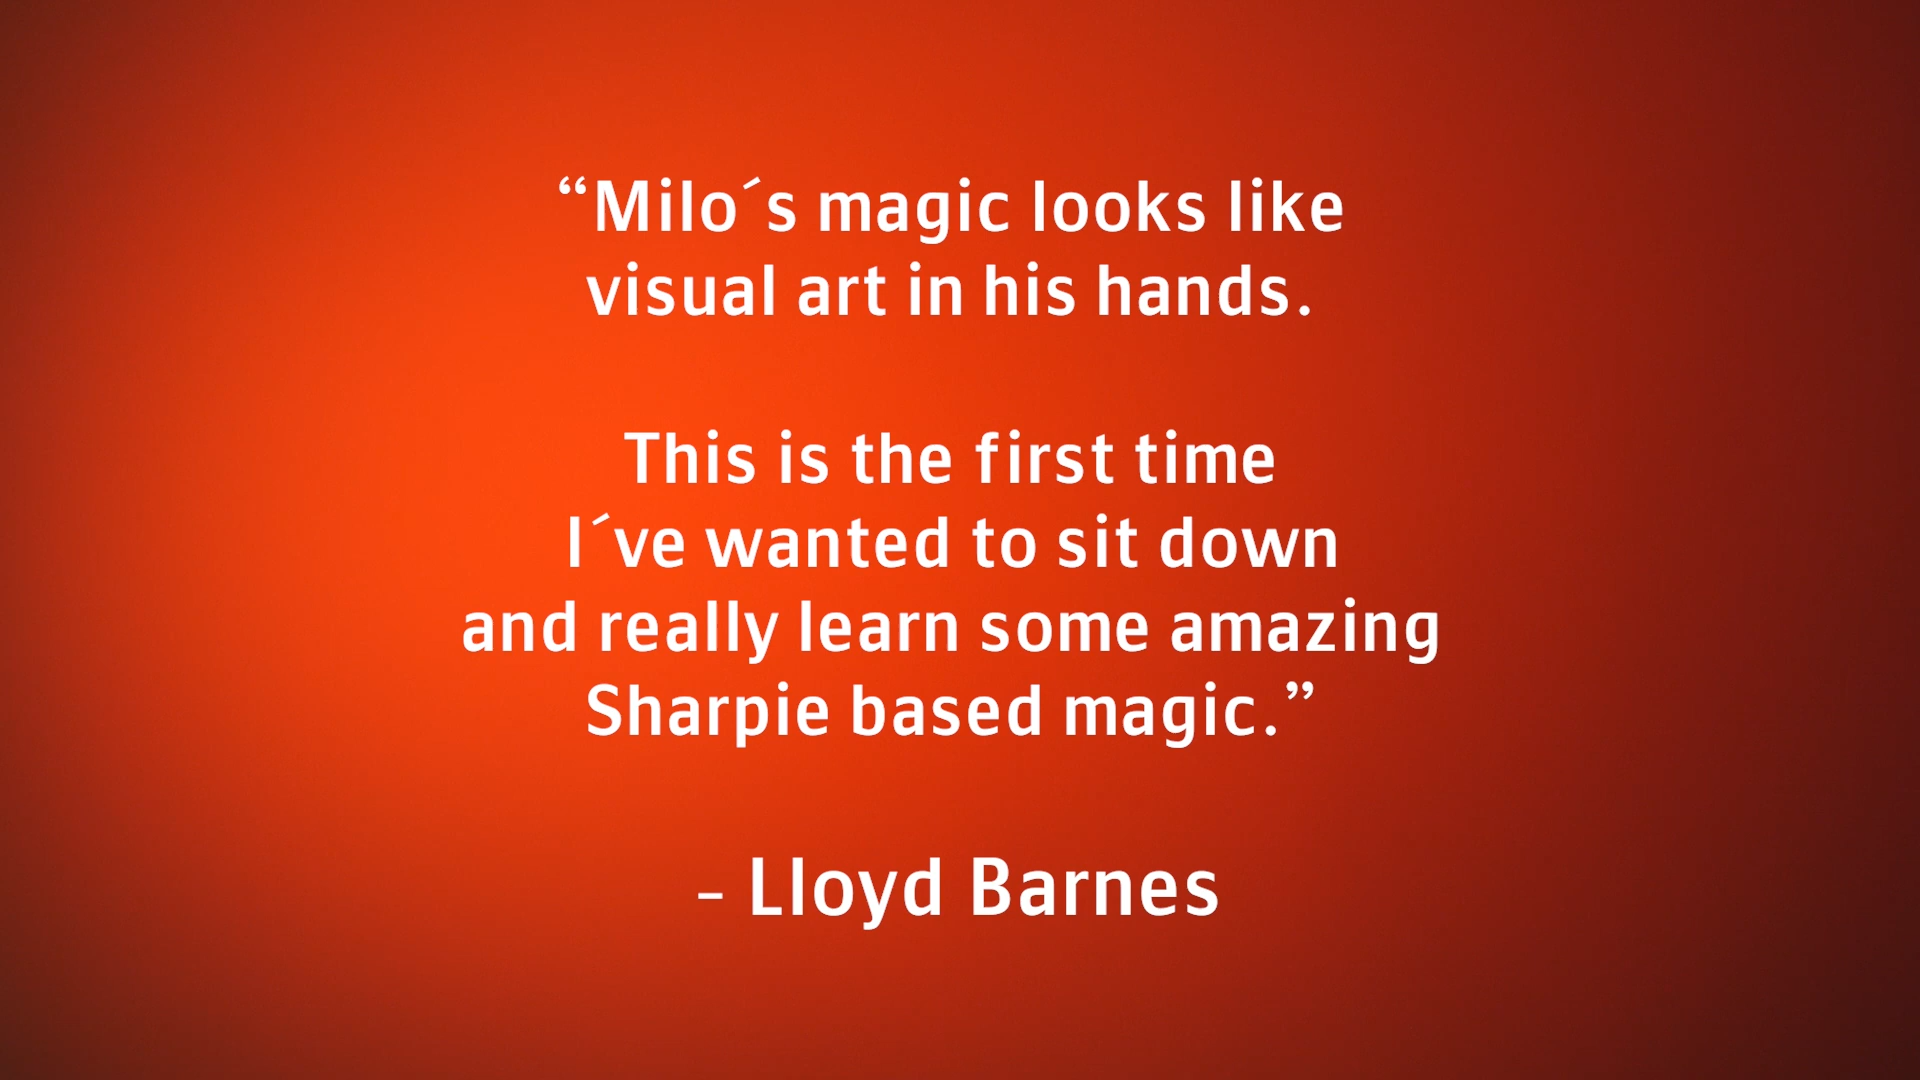 “Milo´s magic looks like
visual art in his hands.
This is the first time
I´ve wanted to sit down
and really learn some amazing
Sharpie based magic.”
– Lloyd Barnes